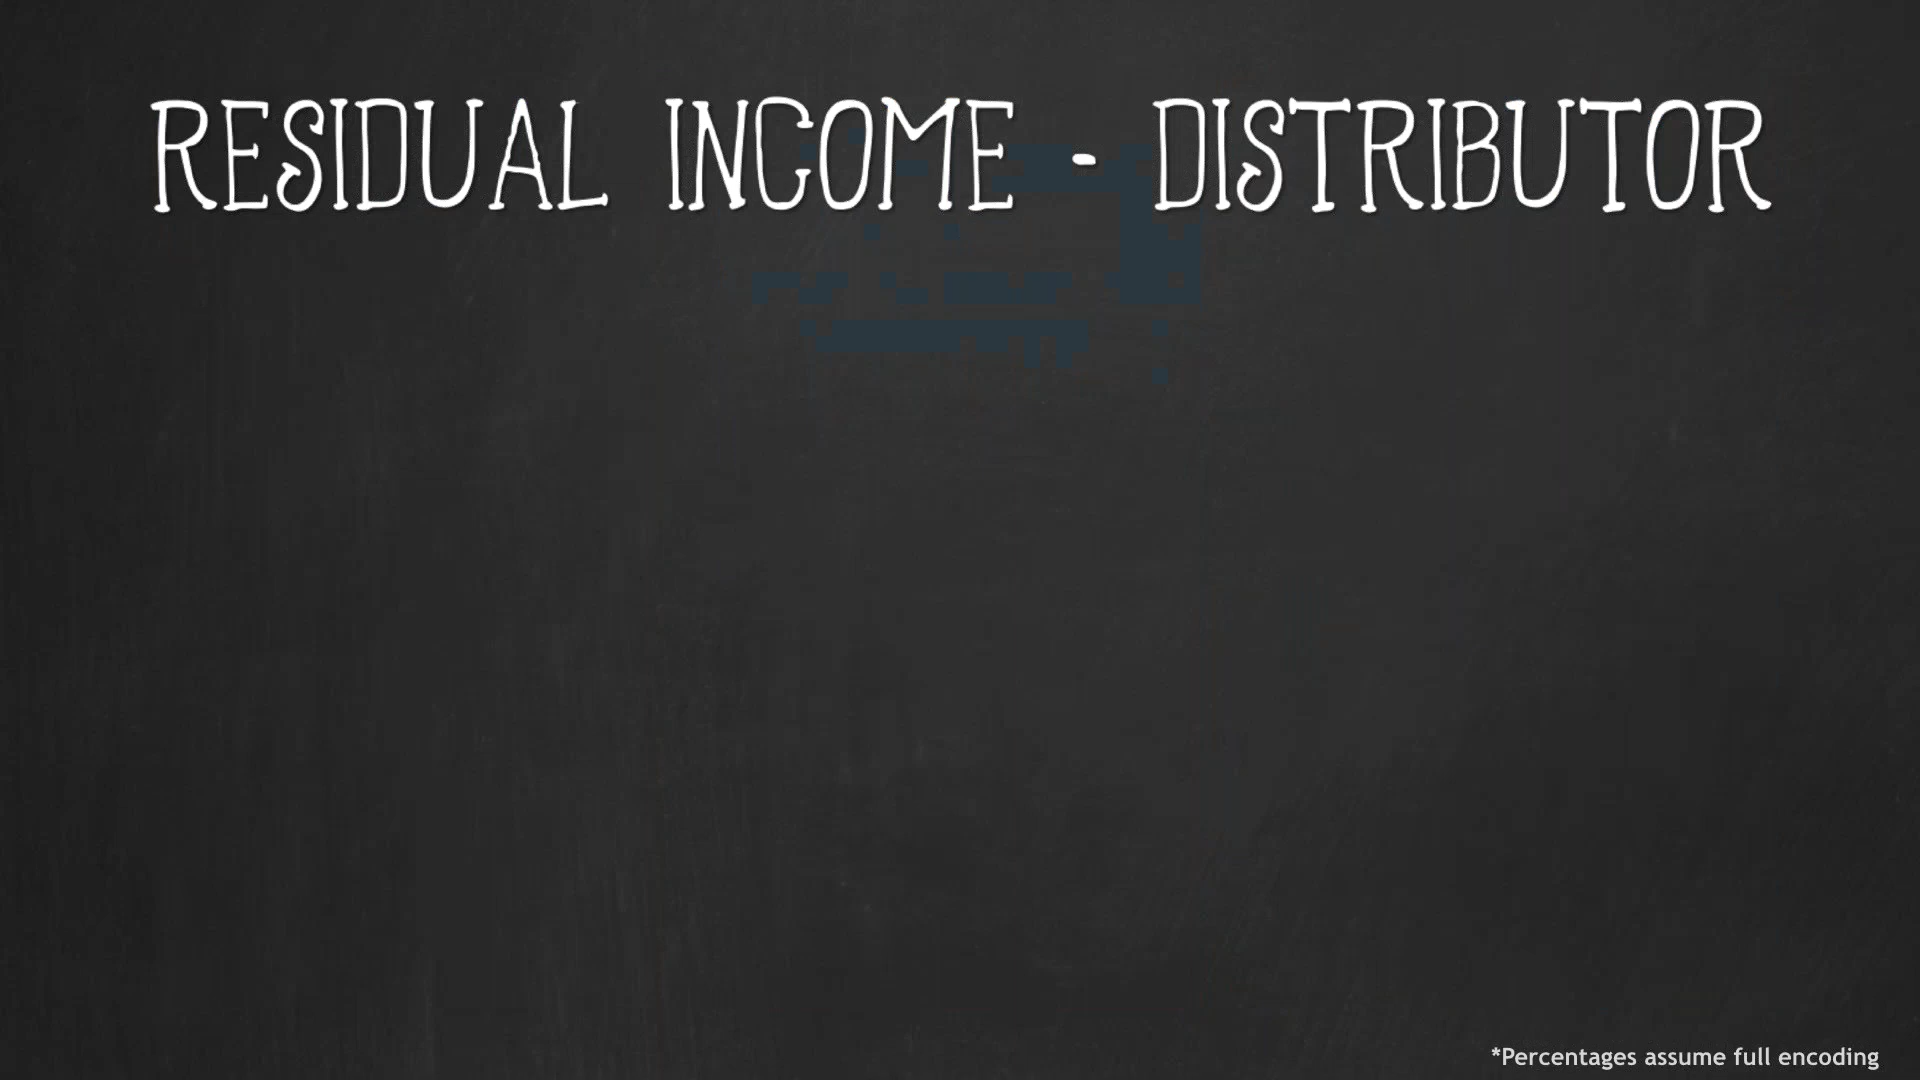 RESIDUAL INCOME - DISTRIBUTOR
*Percentages assume full encoding